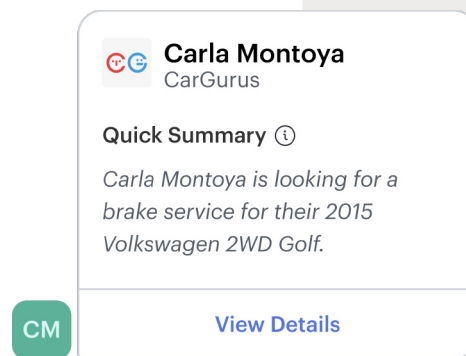 Carla Montoya
CarGurus
Quick Summary
Carla Montoya is looking for a
brake service for their 2015
Volkswagen 2WD Golf.
CM
View Details